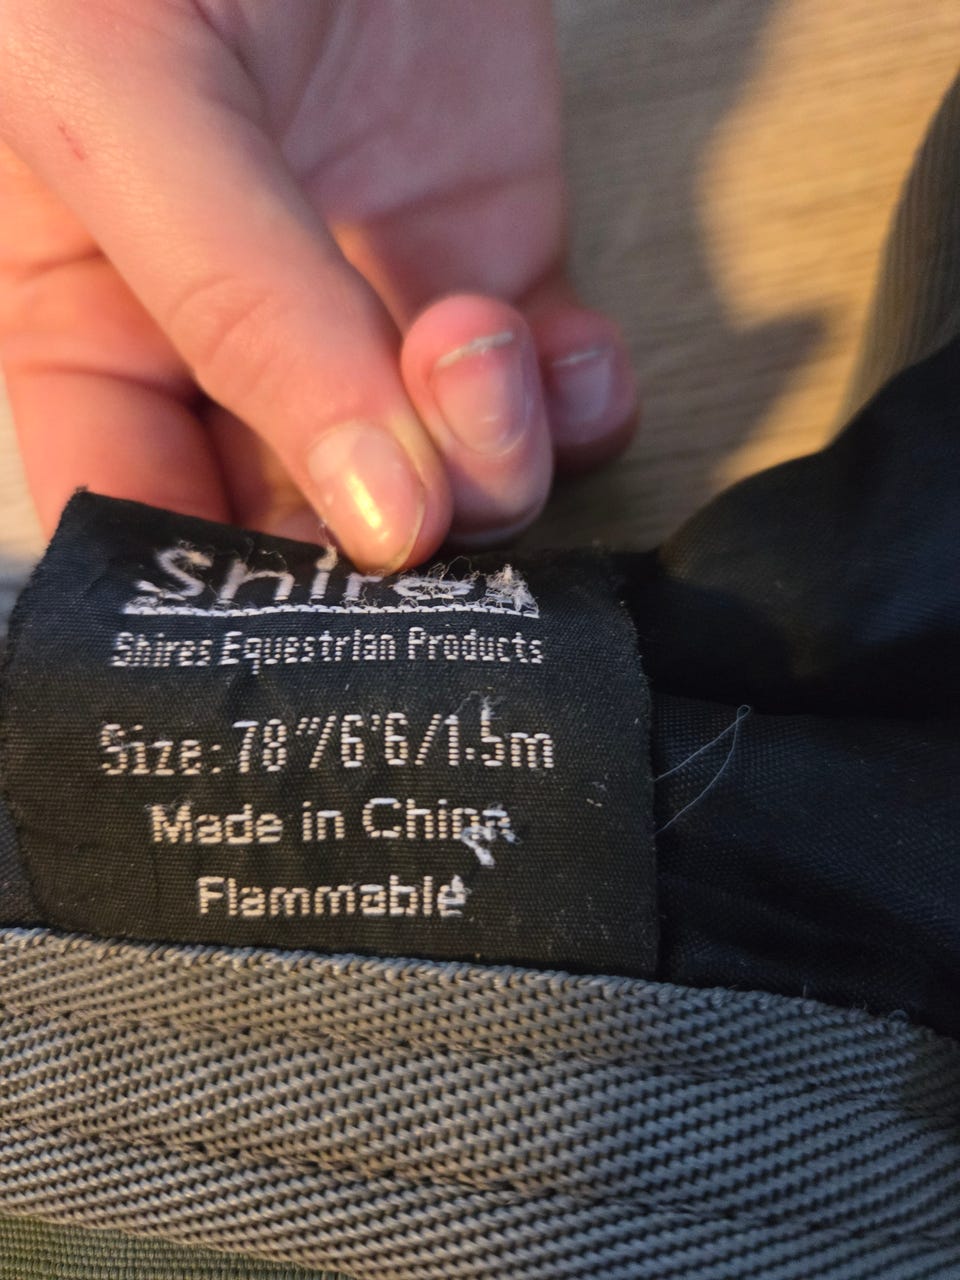 Shires
Shires Equestrian Products
Size: 78"/6'6/1.5m
Made in China
Flammable